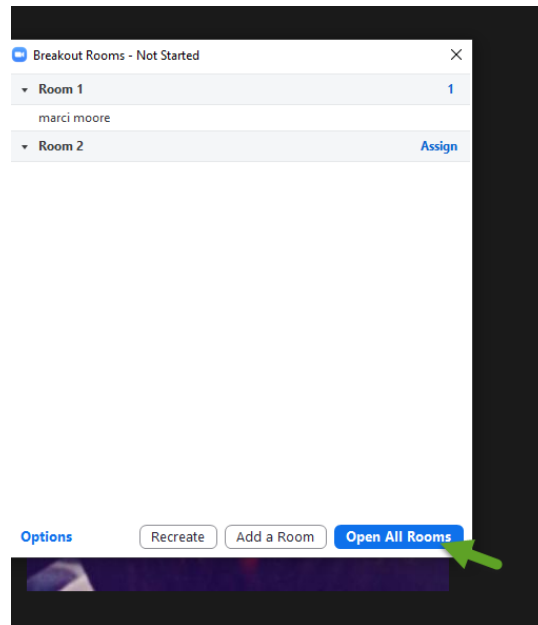 Breakout Rooms - Not Started
Room 1 1
marci moore
Room 2 Assign
Options Recreate Add a Room Open All Rooms